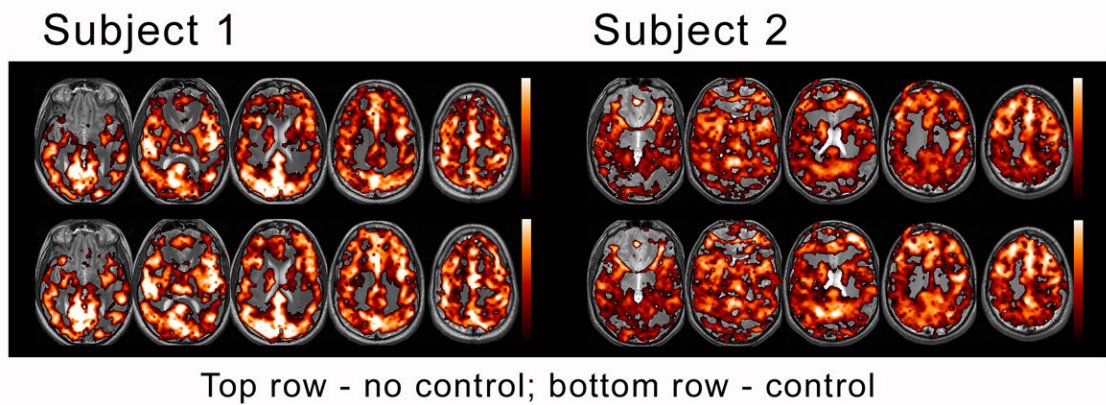 Subject 1
Subject 2
Top row - no control; bottom row - control